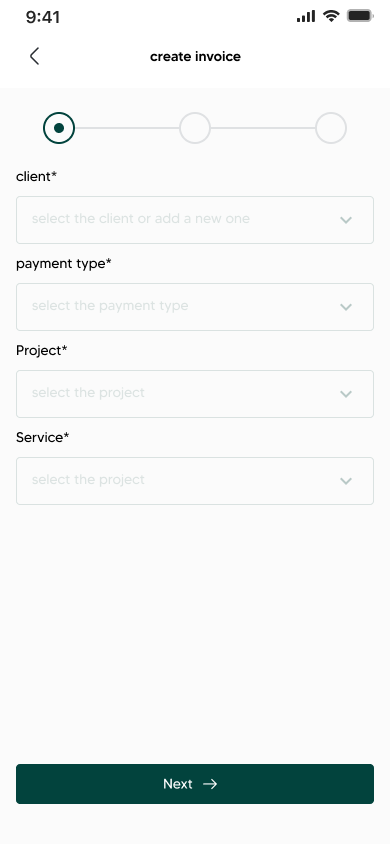 9:41
create invoice
client*
select the client or add a new one
payment type*
select the payment type
Project*
select the project
Service*
select the project
Next